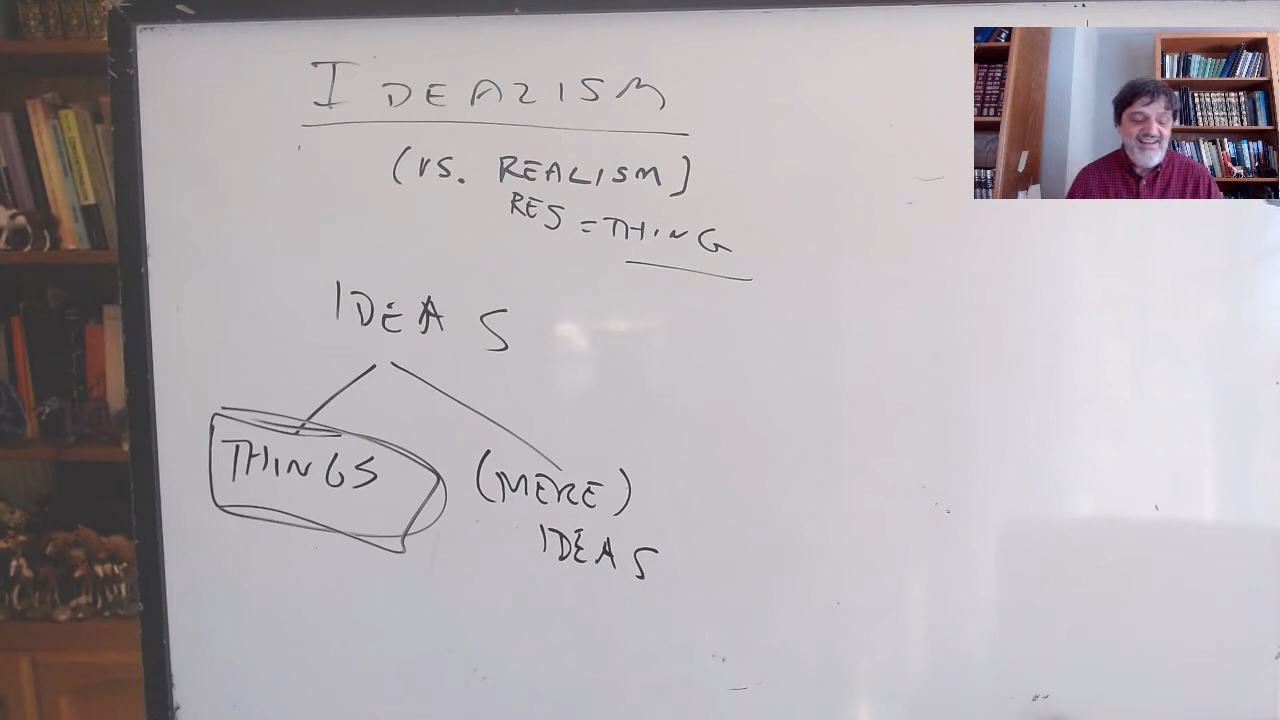 IDEALISM
(VS. REALISM)
RES = THING
IDEAS
THINGS
(MERE)
IDEAS